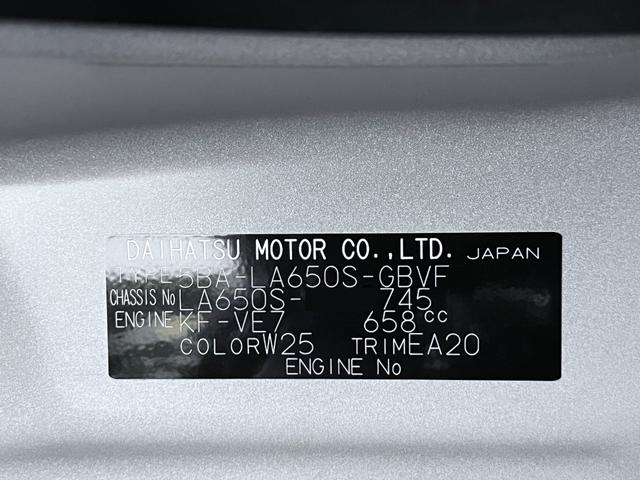 DAIHATSU MOTOR CO.,LTD. JAPAN
5BA-LA650S-GBVF
CHASSIS No LA650S- 745
ENGINE KF-VE7 658cc
COLOR W25 TRIM EA20
ENGINE No